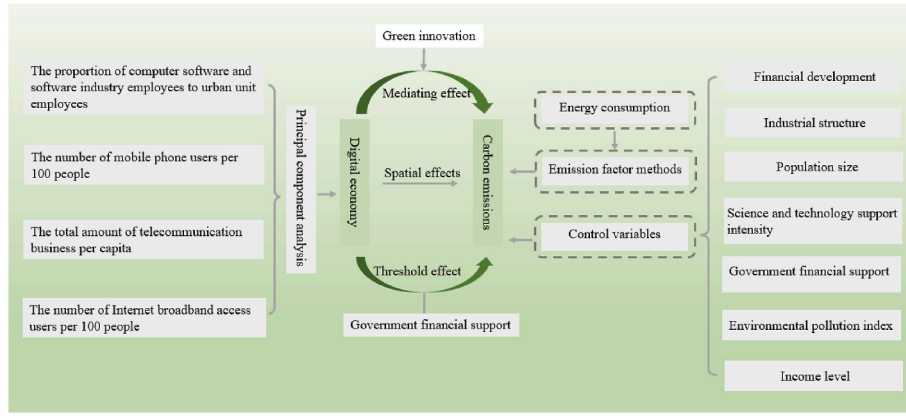 The proportion of computer software and
software industry employees to urban unit
employees
The number of mobile phone users per
100 people
The total amount of telecommunication
business per capita
The number of Internet broadband access
users per 100 people
Principal component analysis
Digital economy
Green innovation
Mediating effect
Spatial effects
Threshold effect
Government financial support
Carbon emissions
Energy consumption
Emission factor methods
Control variables
Financial development
Industrial structure
Population size
Science and technology support
intensity
Government financial support
Environmental pollution index
Income level